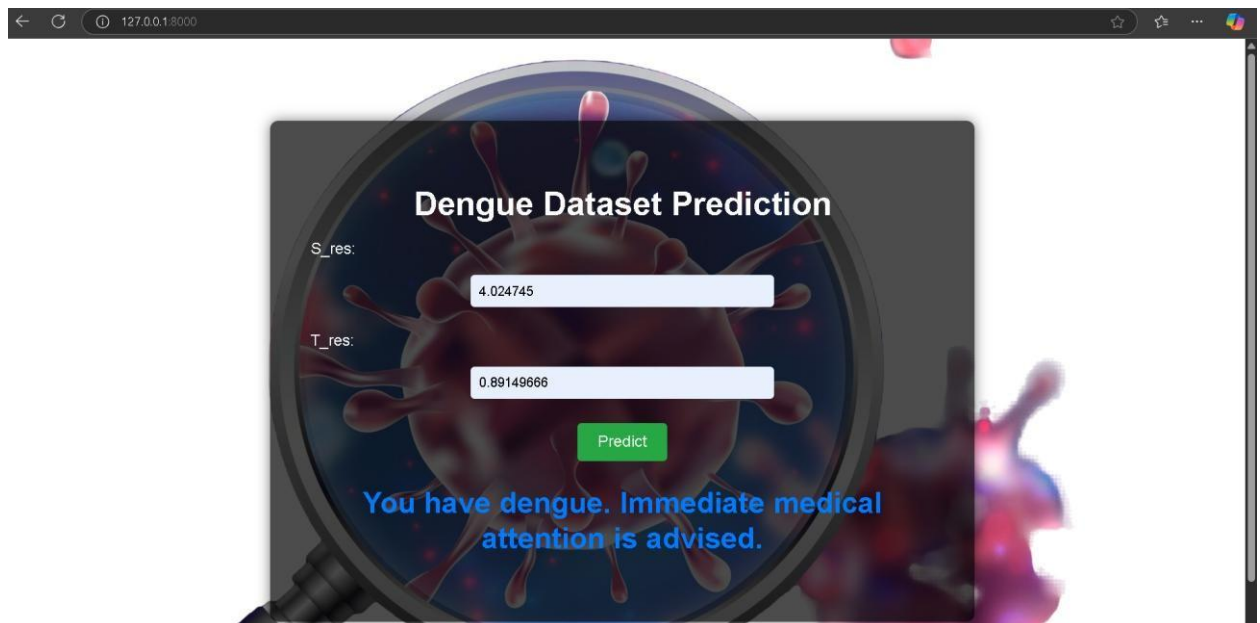 127.0.0.1:8000
Dengue Dataset Prediction
S_res:
4.024745
T_res:
0.89149666
Predict
You have dengue. Immediate medical
attention is advised.